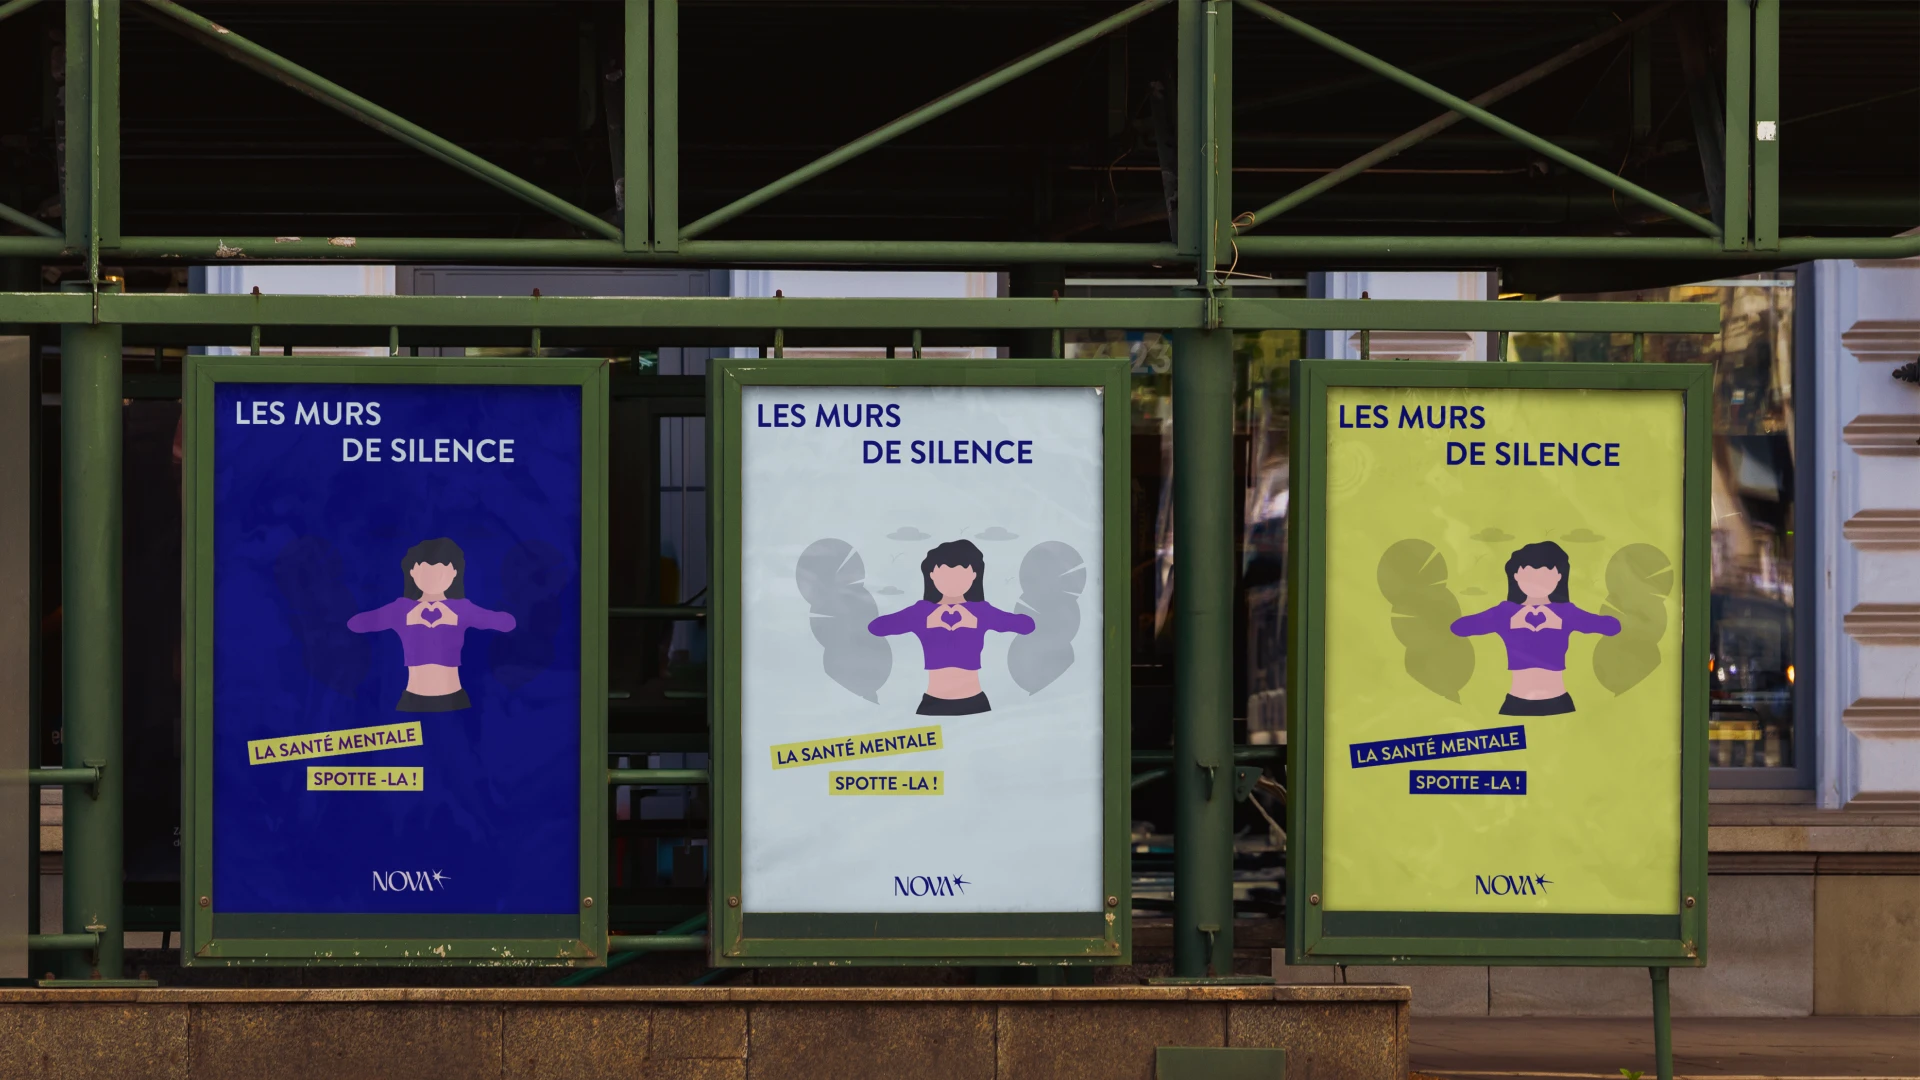 LES MURS
DE SILENCE
LA SANTÉ MENTALE
SPOTTE -LA !
NOVA
LES MURS
DE SILENCE
LA SANTÉ MENTALE
SPOTTE -LA !
NOVA
LES MURS
DE SILENCE
LA SANTÉ MENTALE
SPOTTE -LA !
NOVA
23